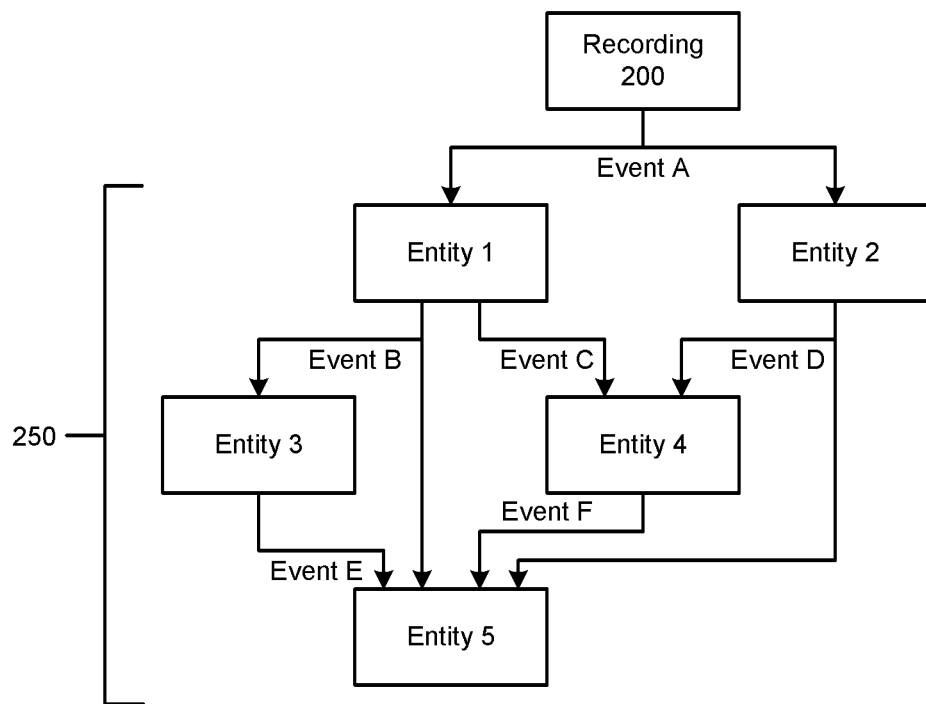 Recording
200
Event A
Entity 1
Entity 2
Event B
Event C
Event D
250
Entity 3
Entity 4
Event F
Event E
Entity 5